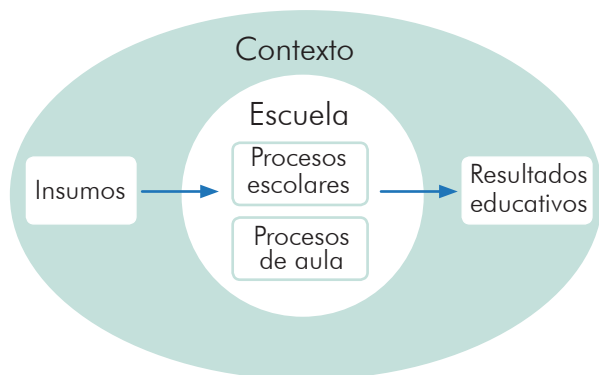 Contexto
Escuela
Insumos
Procesos
escolares
Procesos
de aula
Resultados
educativos